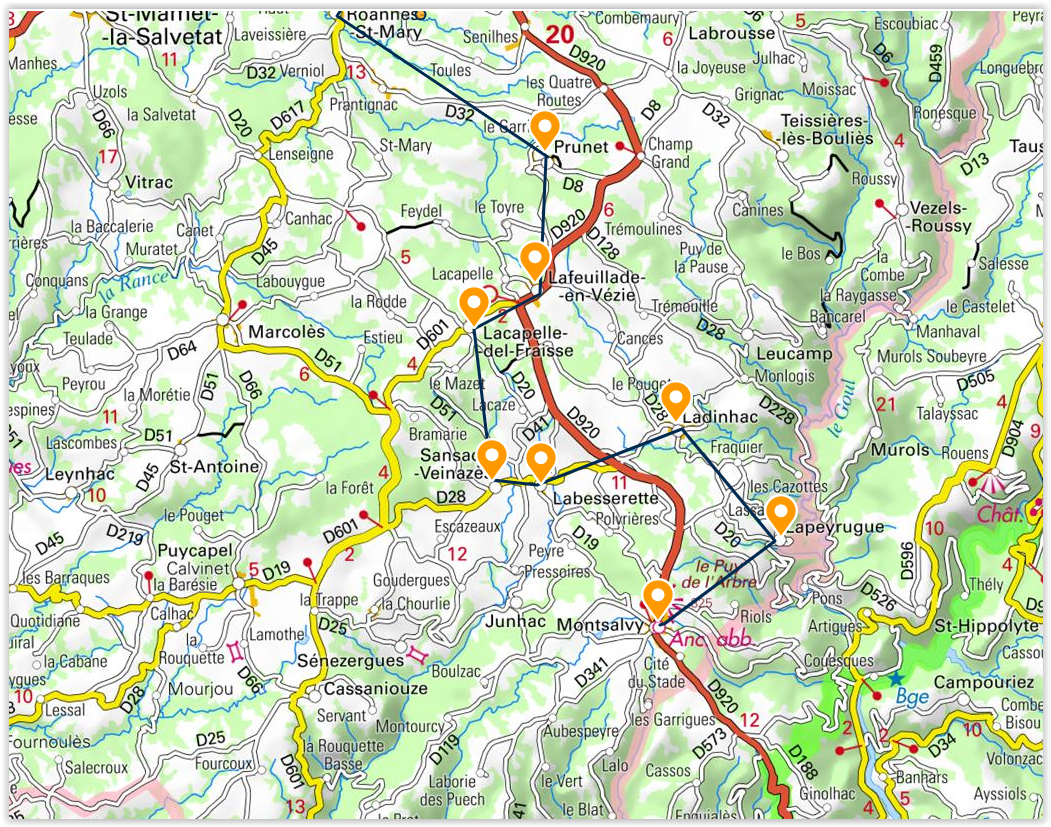 St-Mamet-
-la-Salvetat
Haut
Laveissière
Roannes
-St-Mary
Senilhes
20
Combenaury
6
Labrousse
5
Escoubiac
Peyra
Manhes
11
D32
Verniol
13
Toules
D920
la Joyeuse
Julhac
D6
D459
Longuebro
Uzols
la Salvetat
D617
Prantignac
les Quatre
Routes
Grignac
Moissac
Ronesque
esse
D66
D20
D32
le Garri
D8
D32
Teissières-
-lès-Bouliès
4
17
Lenseigne
St-Mary
Prunet
Champ
Grand
D13
Taus
Vitrac
D8
Roussy
la Baccalerie
Canhac
Feydel
le Toyre
6
Canines
Vezels-
-Roussy
rières
Canet
Muratet
D45
5
D920
D128
Trémoulines
le Bos
Puy de
la Pause
la
Combe
Salesse
Conquans
la Rance
Labouygue
Lacapelle
Lafeuillade-
-en-Vézie
la Raygasse
la Grange
la Rodde
2
Trémouille
Bancarel
le Castelet
Teulade
Marcolès
Estieu
D601
Lacapelle-
-del-Fraïsse
Cances
D28
Manhaval
youx
D64
D51
4
Leucamp
Murols Soubeyre
Peyrou
D51
D66
6
le Mazet
D20
le Pouget
Monlogis
D505
la Morétie
D51
Lacaze
D28
le Goul
21
4
espines
11
D41
D920
Ladinhac
D228
Talayssac
D904
9
D51
Lascombes
Bramarie
Fraquier
Murols
Rouens
Leynhac
D45
St-Antoine
Sansac
-Veinazès
4
11
les Cazottes
10
la Forêt
D28
Labesserette
Lassa
Chât.
le Pouget
Escazeaux
Polvrières
D20
Lapeyrugue
10
D45
D219
D601
12
D19
D596
Puycapel
Calvinet
2
Peyre
le Puy
de l'Arbre
les Barraques
la Barésie
5
D19
Goudergues
Pressoires
825
Pons
Thély
4
Quotidiane
Calhac
la Trappe
la Chourlie
Riols
D526
la
Rouquette
Lamothe
D25
Junhac
Montsalvy
Anc. abb.
Artigues
St-Hippolyte
la Cabane
D66
Sénezergues
Boulzac
D341
Cité
du Stade
Couesques
10
Lessal
D28
Mourjou
Cassaniouze
D920
Bge
Campouriez
Servant
Montourcy
les Garrigues
12
2
Combe
Bisou
D25
la Rouquette
Basse
D119
Aubespeyre
D573
2
D34
10
Fourcoux
D601
Lalo
Cassos
D188
Volonzac
Salecroux
Laborie
des Puech
le Vert
Banhars
13
41
le Blat
Ginolhac
4
5
Ayssiols